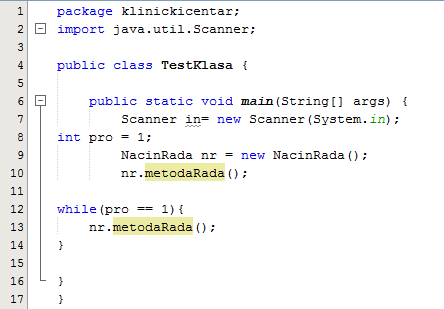 1 package klinickicentar;
2 import java.util.Scanner;
3
4 public class TestKlasa {
5
6 public static void main(String[] args) {
7 Scanner in= new Scanner(System.in);
8 int pro = 1;
9 NacinRada nr = new NacinRada();
10 nr.metodaRada();
11
12 while(pro == 1){
13 nr.metodaRada();
14 }
15
16 }
17 }